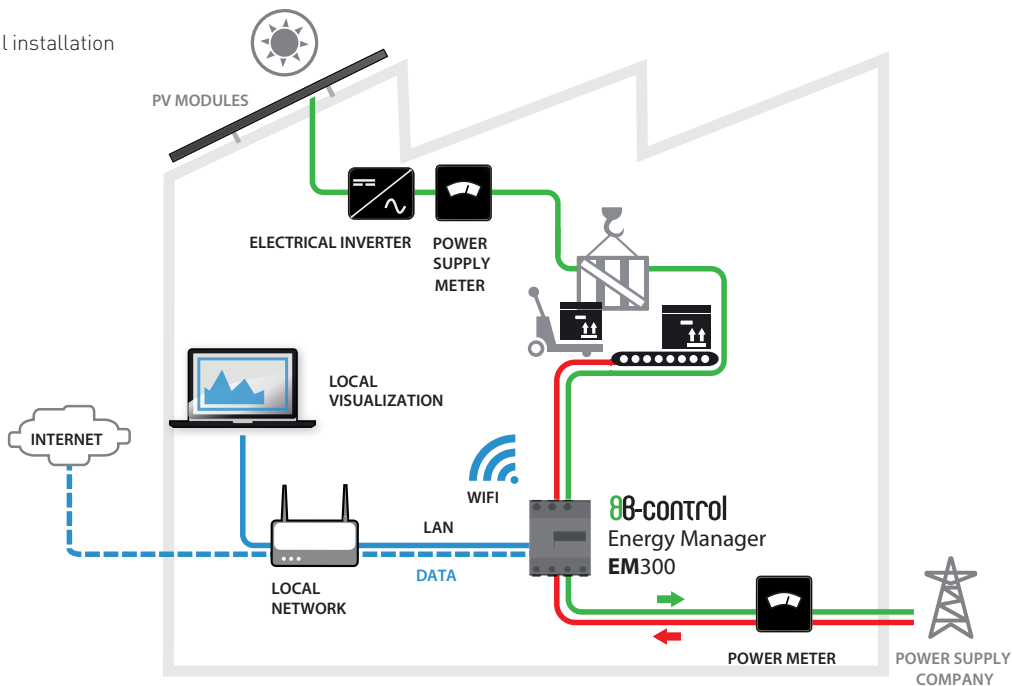 l installation
PV MODULES
ELECTRICAL INVERTER
POWER
SUPPLY
METER
LOCAL
VISUALIZATION
INTERNET
WIFI
LAN
DATA
LOCAL
NETWORK
BB-control
Energy Manager
EM300
POWER METER
POWER SUPPLY
COMPANY